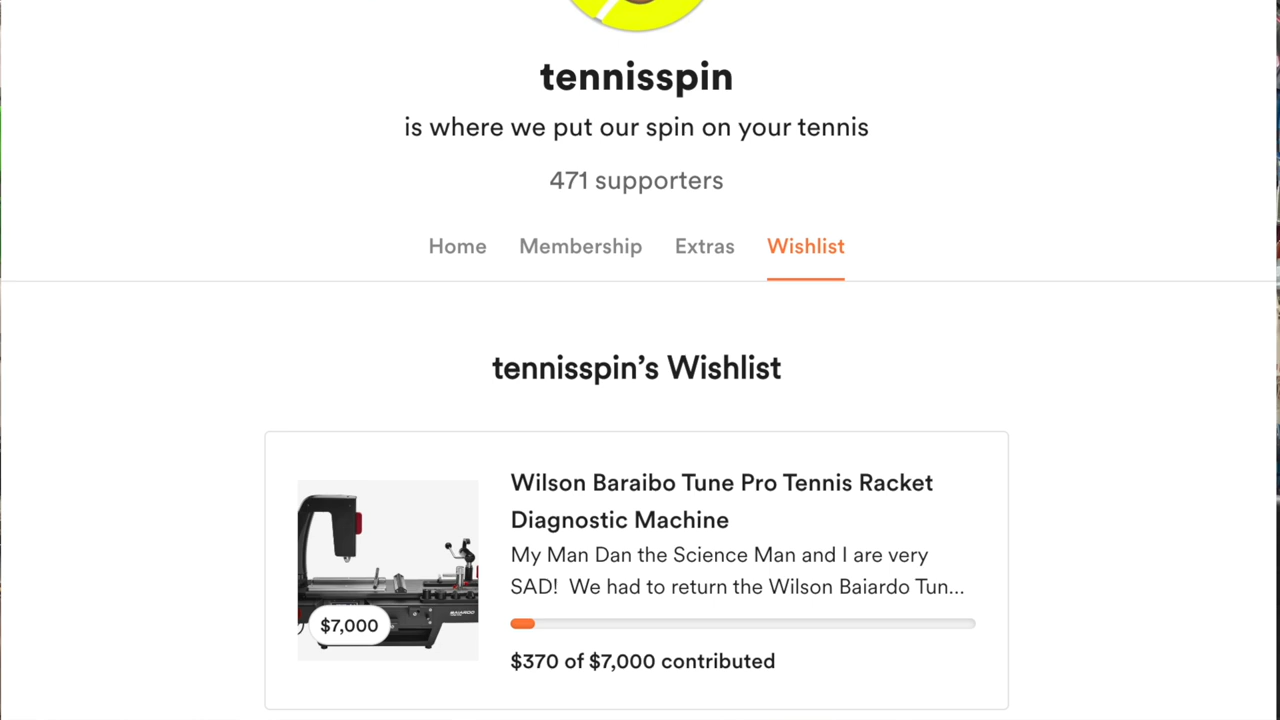 tennisspin
is where we put our spin on your tennis
471 supporters
Home Membership Extras Wishlist
tennisspin’s Wishlist
Wilson Baraibo Tune Pro Tennis Racket
Diagnostic Machine
My Man Dan the Science Man and I are very
SAD! We had to return the Wilson Baiardo Tun...
BAIARDO
$7,000
$370 of $7,000 contributed